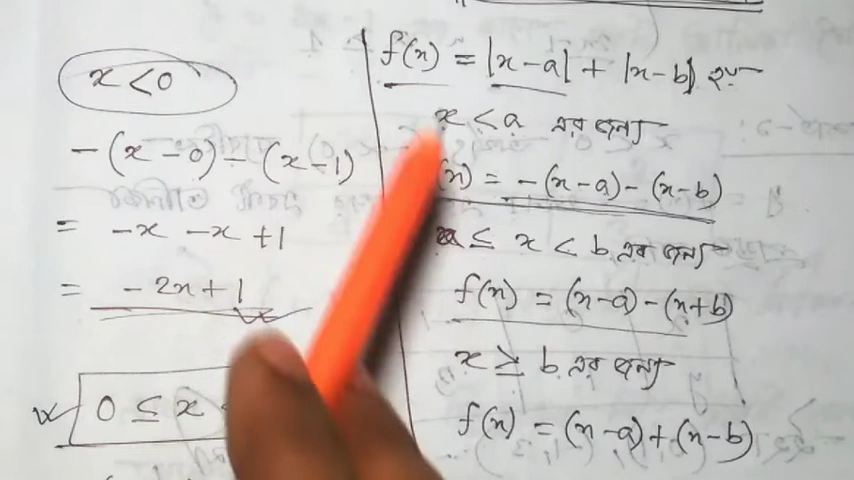 x < 0
- (x - 0) - (x - 1)
= -x -x + 1
= -2x + 1
0 ≤ x
f(x) = |x - a| + |x - b| হলে
x < a এর জন্য
(x) = - (x - a) - (x - b)
a ≤ x < b এর জন্য
f(x) = (x - a) - (x + b)
x ≥ b এর জন্য
f(x) = (x - a) + (x - b)